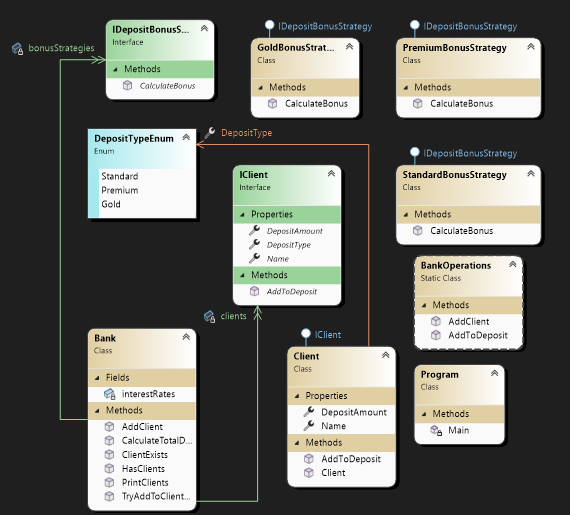 IDepositBonusStrategy
IDepositBonusStrategy
bonusStrategies
IDepositBonusS...
Interface
Methods
CalculateBonus
GoldBonusStrat...
Class
Methods
CalculateBonus
PremiumBonusStrategy
Class
Methods
CalculateBonus
DepositTypeEnum
Enum
Standard
Premium
Gold
DepositType
IDepositBonusStrategy
StandardBonusStrategy
Class
Methods
CalculateBonus
IClient
Interface
Properties
DepositAmount
DepositType
Name
Methods
AddToDeposit
BankOperations
Static Class
Methods
AddClient
AddToDeposit
clients
Bank
Class
Fields
interestRates
Methods
AddClient
CalculateTotalD...
ClientExists
HasClients
PrintClients
TryAddToClient...
IClient
Client
Class
Properties
DepositAmount
Name
Methods
AddToDeposit
Client
Program
Class
Methods
Main